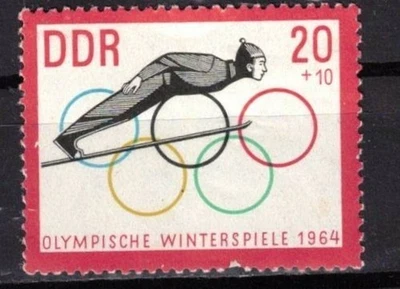 DDR 20
+10
OLYMPISCHE WINTERSPIELE 1964